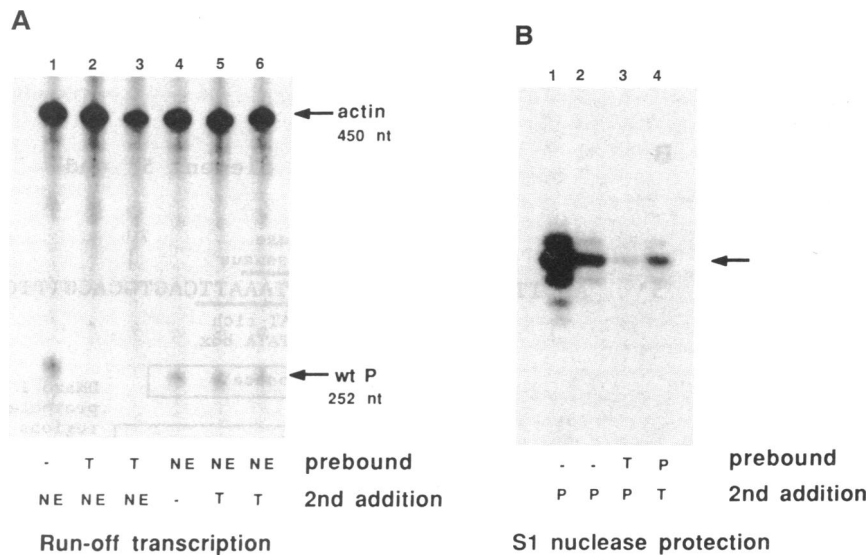 A
1 2 3 4 5 6
actin
450 nt
wt P
252 nt
- T T NE NE NE prebound
NE NE NE - T T 2nd addition
Run-off transcription
B
1 2 3 4
- - T P prebound
P P P T 2nd addition
S1 nuclease protection